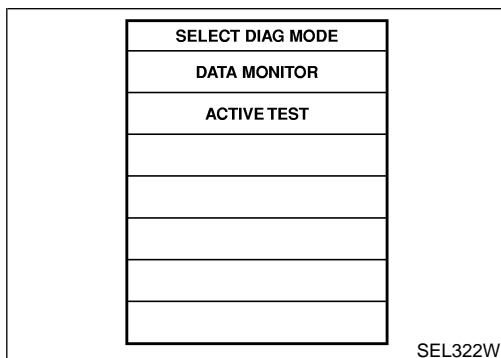 SELECT DIAG MODE
DATA MONITOR
ACTIVE TEST
SEL322W